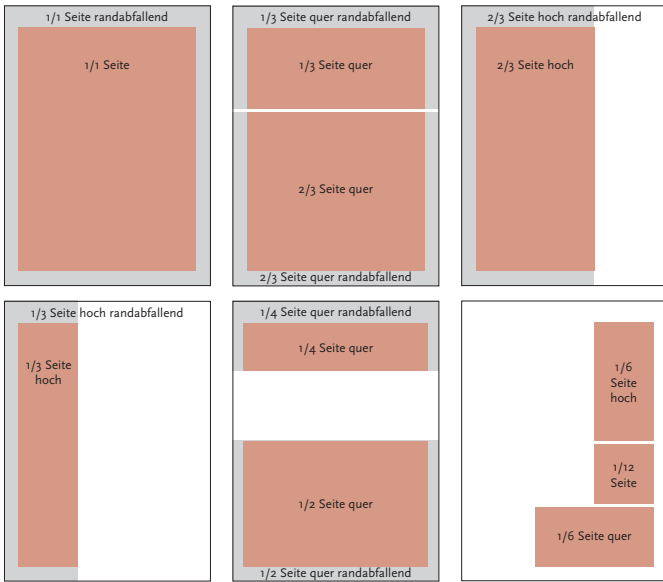 1/1 Seite randabfallend
1/1 Seite
1/3 Seite quer randabfallend
1/3 Seite quer
2/3 Seite quer
2/3 Seite quer randabfallend
2/3 Seite hoch randabfallend
2/3 Seite hoch
1/3 Seite hoch randabfallend
1/3 Seite
hoch
1/4 Seite quer randabfallend
1/4 Seite quer
1/2 Seite quer
1/2 Seite quer randabfallend
1/6
Seite
hoch
1/12
Seite
1/6 Seite quer